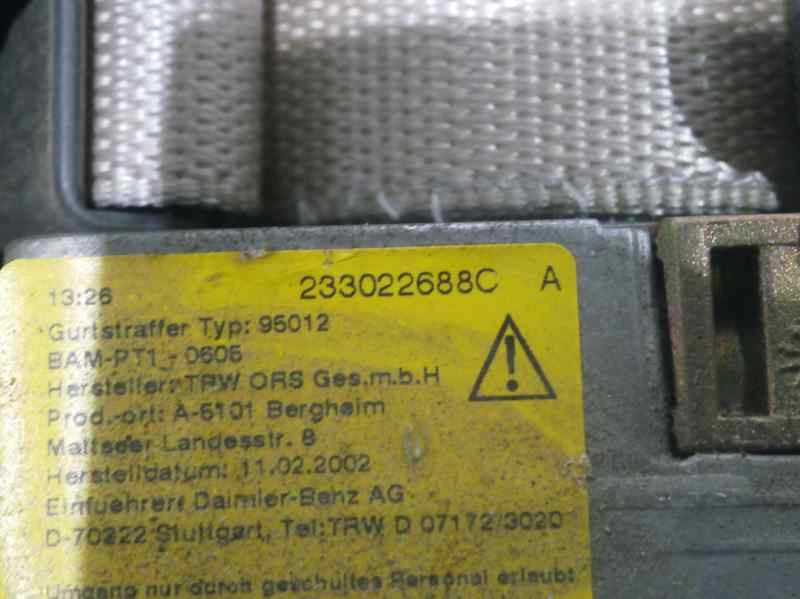 233022688C A
13:26
Gurtstraffer Typ: 95012
BAM-PT1 - 0605
Hersteller: TRW ORS Ges.m.b.H
Prod.-ort: A-5101 Bergheim
Mattseer Landesstr. 8
Herstelldatum: 11.02.2002
Einfuehrer: Daimler-Benz AG
D-70222 Stuttgart, Tel:TRW D 07172/3020
Umgang nur durch geschultes Personal erlaubt